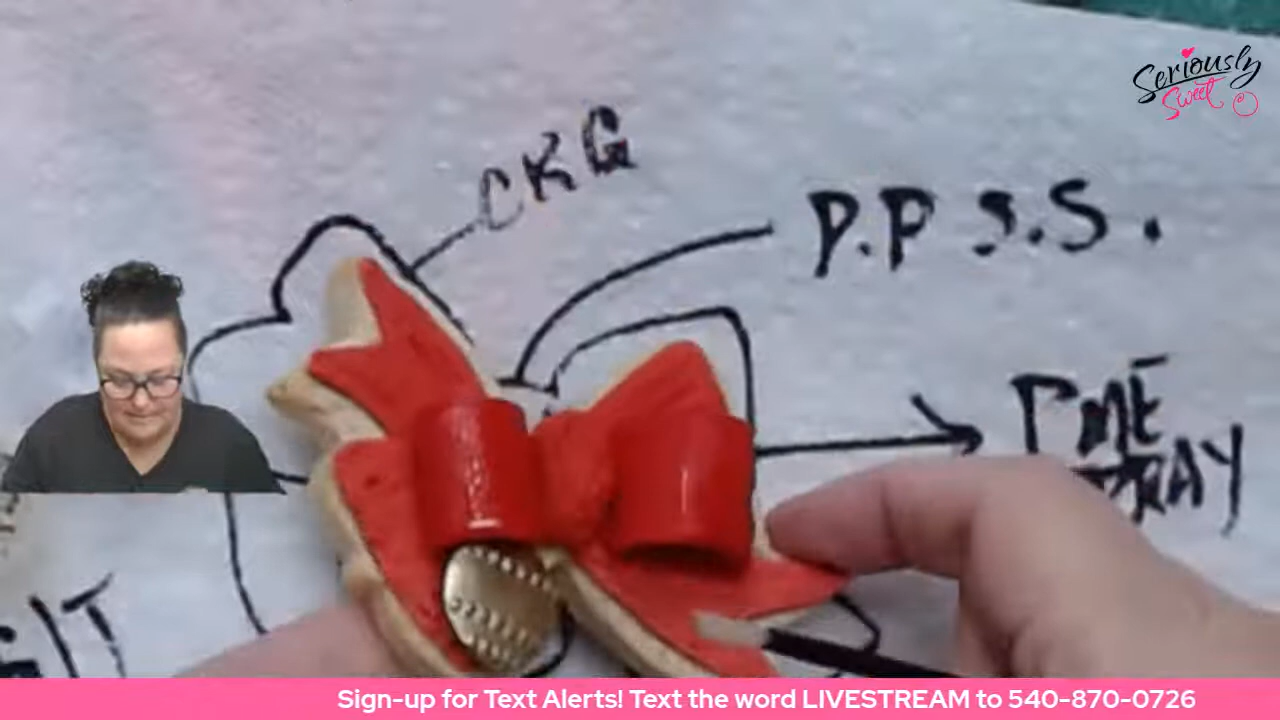 Seriously
Sweet
CKG
P.P S.S.
Sign-up for Text Alerts! Text the word LIVESTREAM to 540-870-0726